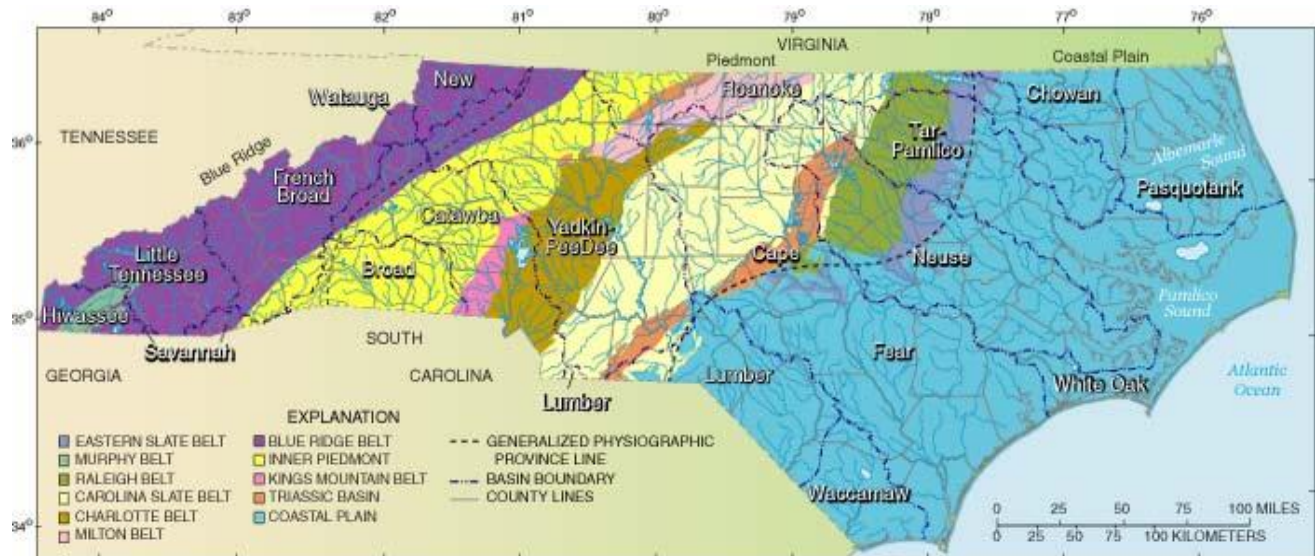 84° 83° 82° 81° 80° 79° 78° 77° 76°
VIRGINIA
Piedmont
Coastal Plain
New
Roanoke
Chowan
Watauga
TENNESSEE
36°
Tar-
Pamlico
Albemarle
Sound
Blue Ridge
French
Broad
Pasquotank
Catawba
Yadkin-
PeeDee
Little
Tennessee
Broad
Cape
Neuse
Hiwassee
Pamlico
Sound
35°
SOUTH
Savannah
Fear
GEORGIA
CAROLINA
Lumber
White Oak
Atlantic
Ocean
Lumber
EXPLANATION
EASTERN SLATE BELT
MURPHY BELT
RALEIGH BELT
CAROLINA SLATE BELT
CHARLOTTE BELT
MILTON BELT
BLUE RIDGE BELT
INNER PIEDMONT
KINGS MOUNTAIN BELT
TRIASSIC BASIN
COASTAL PLAIN
GENERALIZED PHYSIOGRAPHIC
PROVINCE LINE
BASIN BOUNDARY
COUNTY LINES
Waccamaw
34°
0 25 50 75 100 MILES
0 25 50 75 100 KILOMETERS